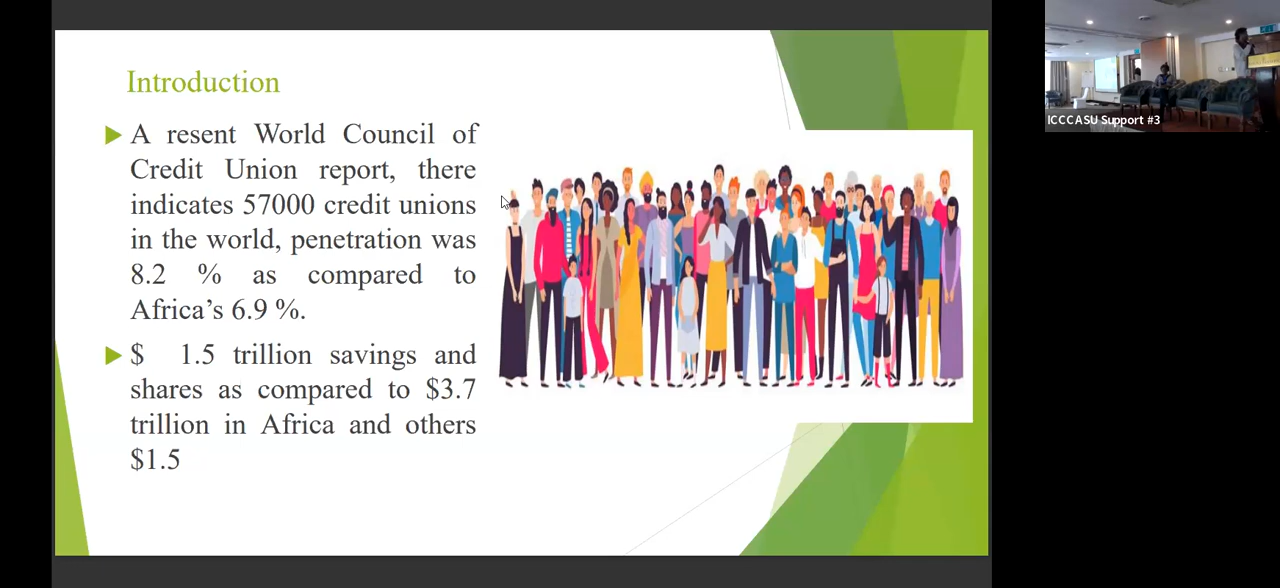 Introduction
A resent World Council of
Credit Union report, there
indicates 57000 credit unions
in the world, penetration was
8.2 % as compared to
Africa’s 6.9 %.
$ 1.5 trillion savings and
shares as compared to $3.7
trillion in Africa and others
$1.5
ICCCASU Support #3